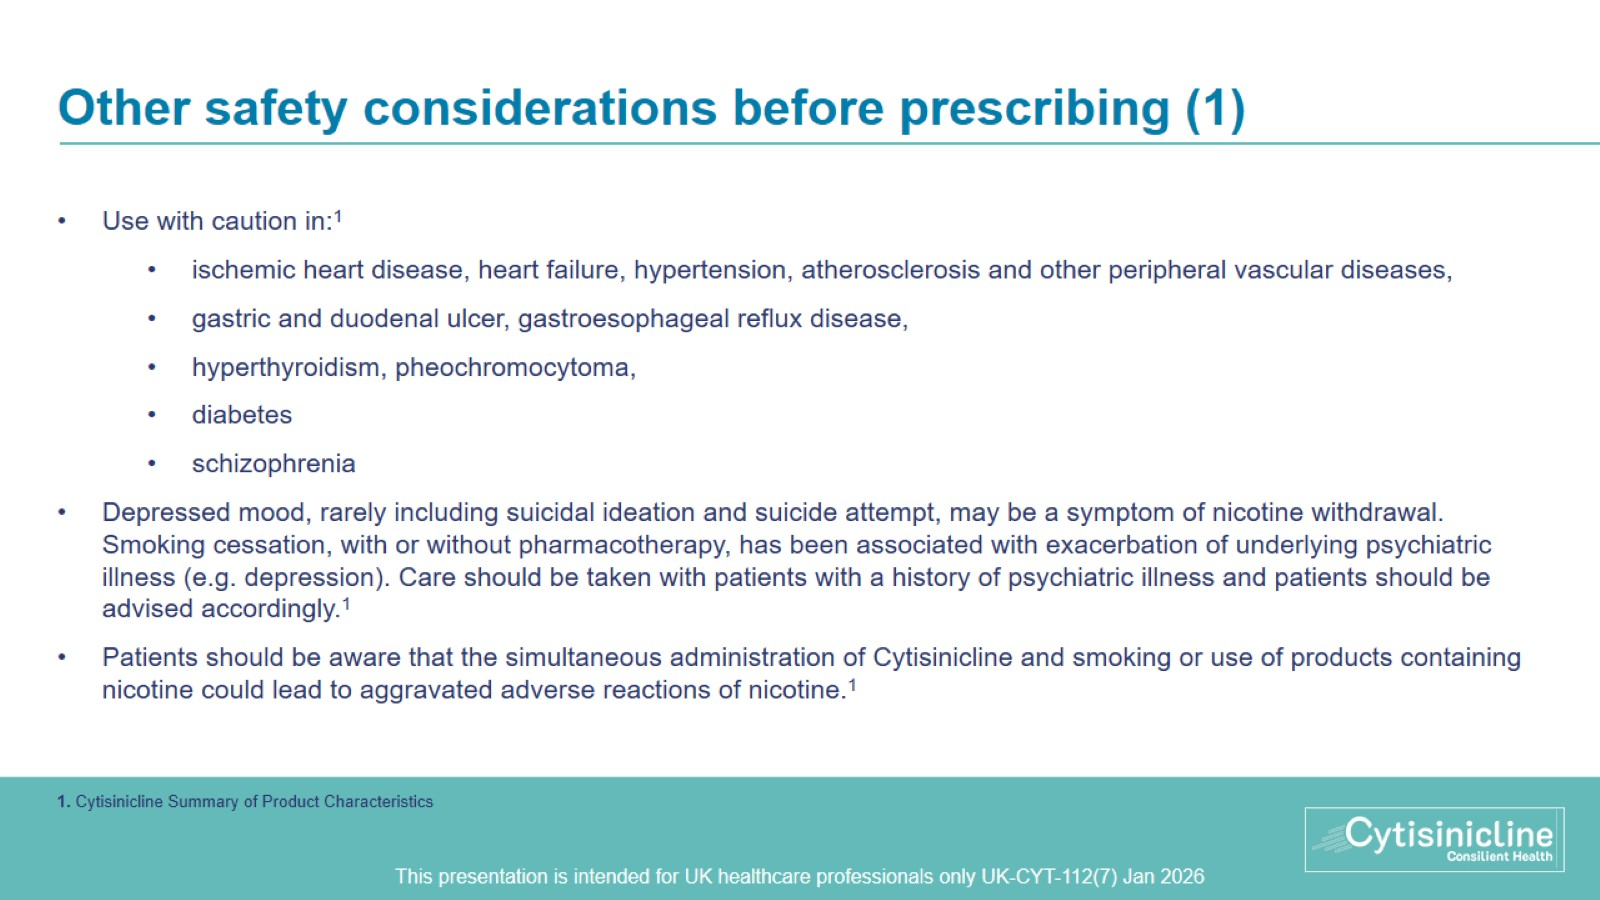 Other safety considerations before prescribing (1)
• Use with caution in:1
• ischemic heart disease, heart failure, hypertension, atherosclerosis and other peripheral vascular diseases,
• gastric and duodenal ulcer, gastroesophageal reflux disease,
• hyperthyroidism, pheochromocytoma,
• diabetes
• schizophrenia
• Depressed mood, rarely including suicidal ideation and suicide attempt, may be a symptom of nicotine withdrawal.
Smoking cessation, with or without pharmacotherapy, has been associated with exacerbation of underlying psychiatric
illness (e.g. depression). Care should be taken with patients with a history of psychiatric illness and patients should be
advised accordingly.1
• Patients should be aware that the simultaneous administration of Cytisinicline and smoking or use of products containing
nicotine could lead to aggravated adverse reactions of nicotine.1
1. Cytisinicline Summary of Product Characteristics
Cytisinicline
Consilient Health
This presentation is intended for UK healthcare professionals only UK-CYT-112(7) Jan 2026